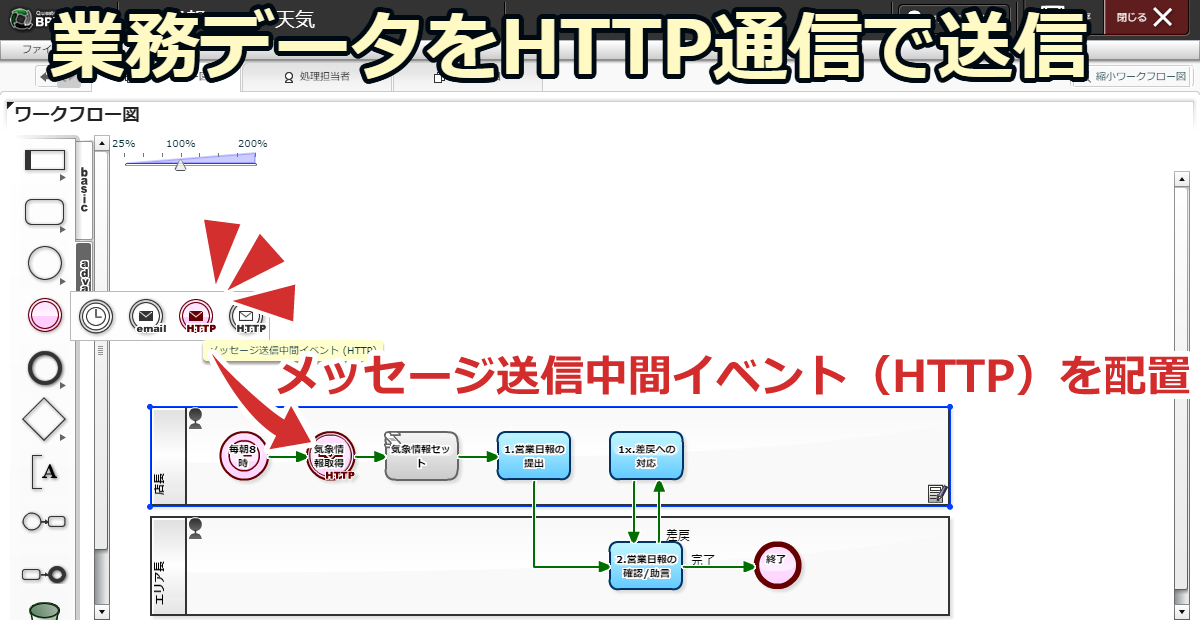 業務データをHTTP通信で送信
天気
閉じる
ファイ
処理担当者
縮小ワークフロー図
ワークフロー図
25%
100%
200%
basic
adva
email
HTTP
HTTP
メッセージ送信中間イベント (HTTP)
メッセージ送信中間イベント（HTTP）を配置
店長
毎朝8
時
気象情
報取得
HTTP
気象情報セッ
ト
1.営業日報の
提出
1x.差戻への
対応
A
エリア長
差戻
2.営業日報の
確認/助言
完了
終了